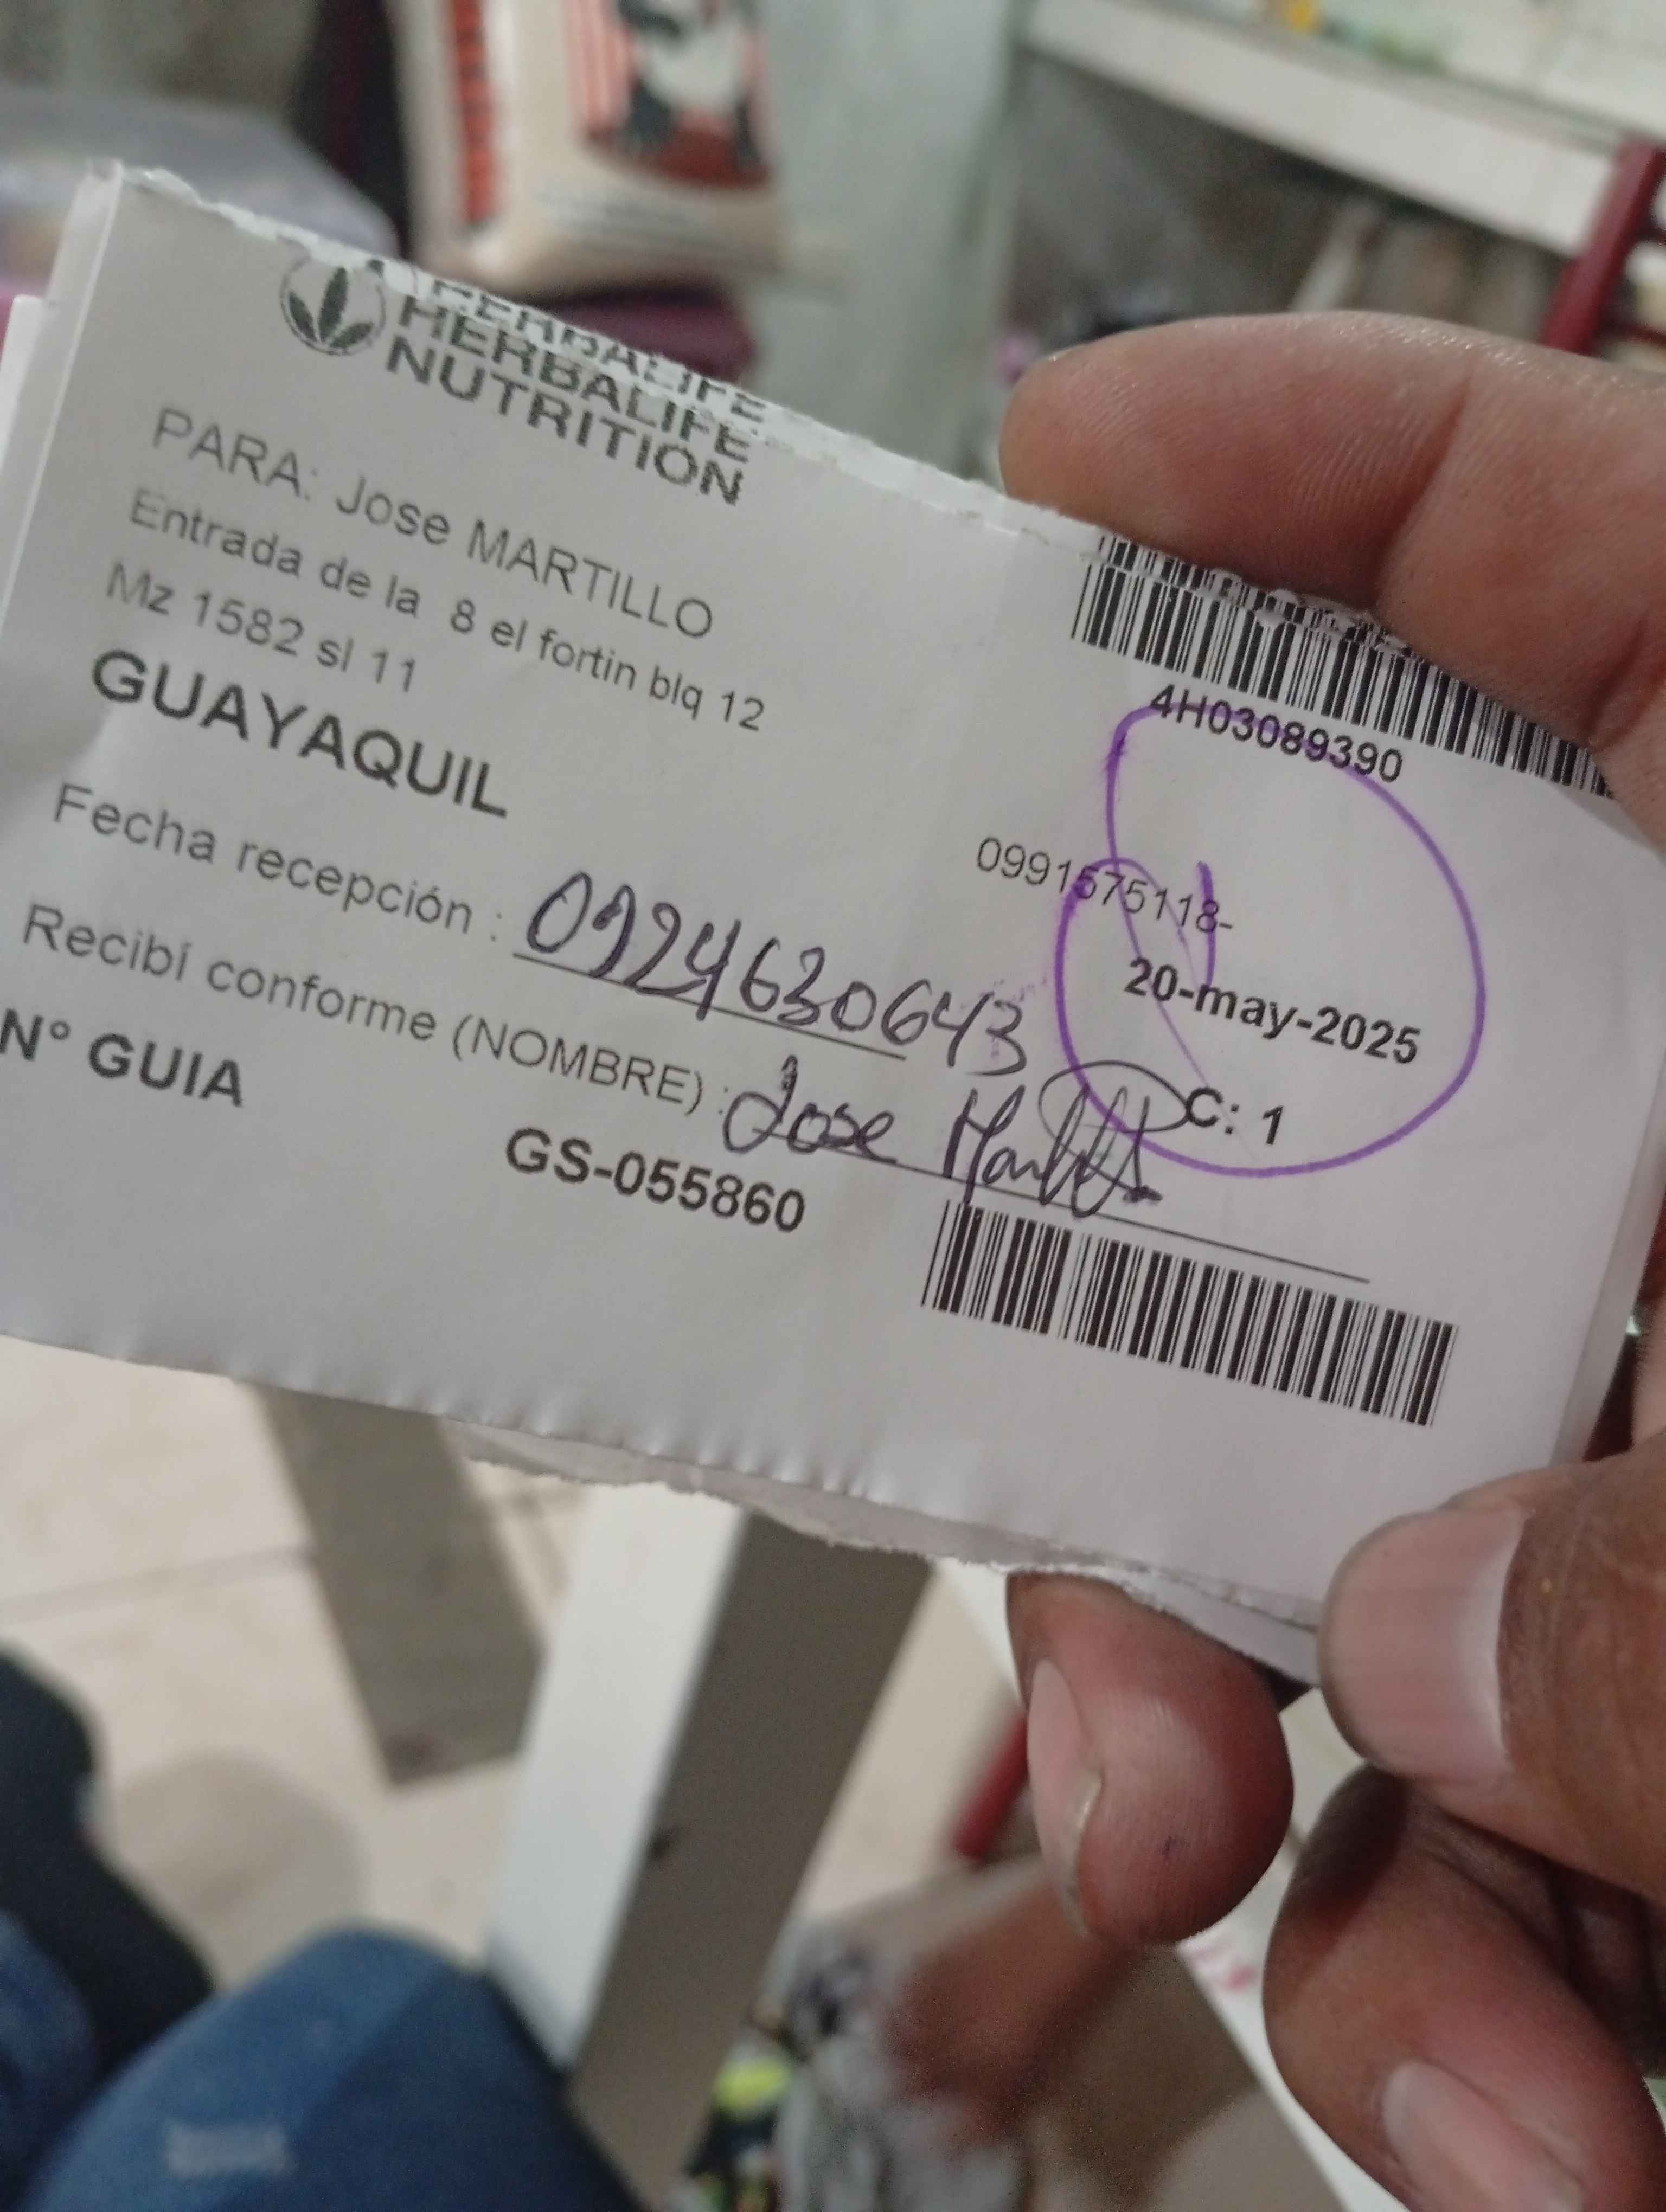 HERBALIFE
HERBALIFE
NUTRITION
PARA: Jose MARTILLO
Entrada de la 8 el fortin blq 12
Mz 1582 sl 11
GUAYAQUIL
4H03089390
0991575118-
20-may-2025
C: 1
Fecha recepción : 0924630643
Recibí conforme (NOMBRE) : Jose
N° GUIA
GS-055860